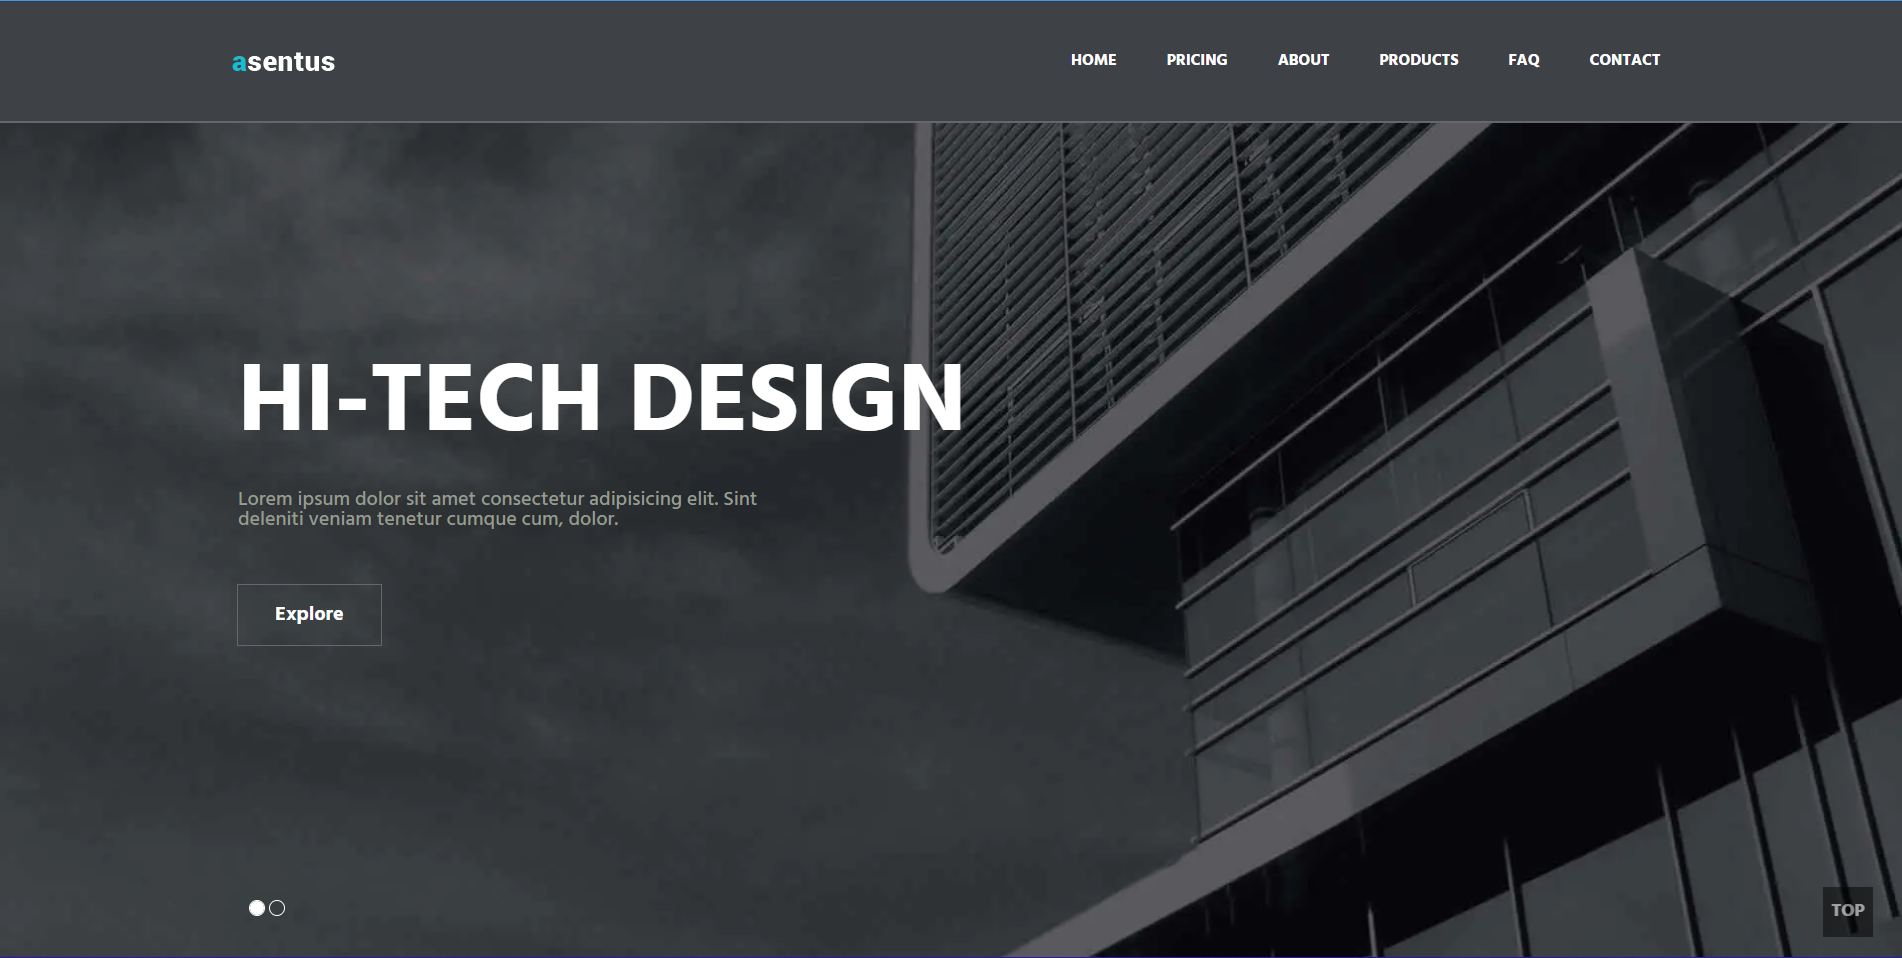 asentus
HOME PRICING ABOUT PRODUCTS FAQ CONTACT
HI-TECH DESIGN
Lorem ipsum dolor sit amet consectetur adipisicing elit. Sint
deleniti veniam tenetur cumque cum, dolor.
Explore
TOP